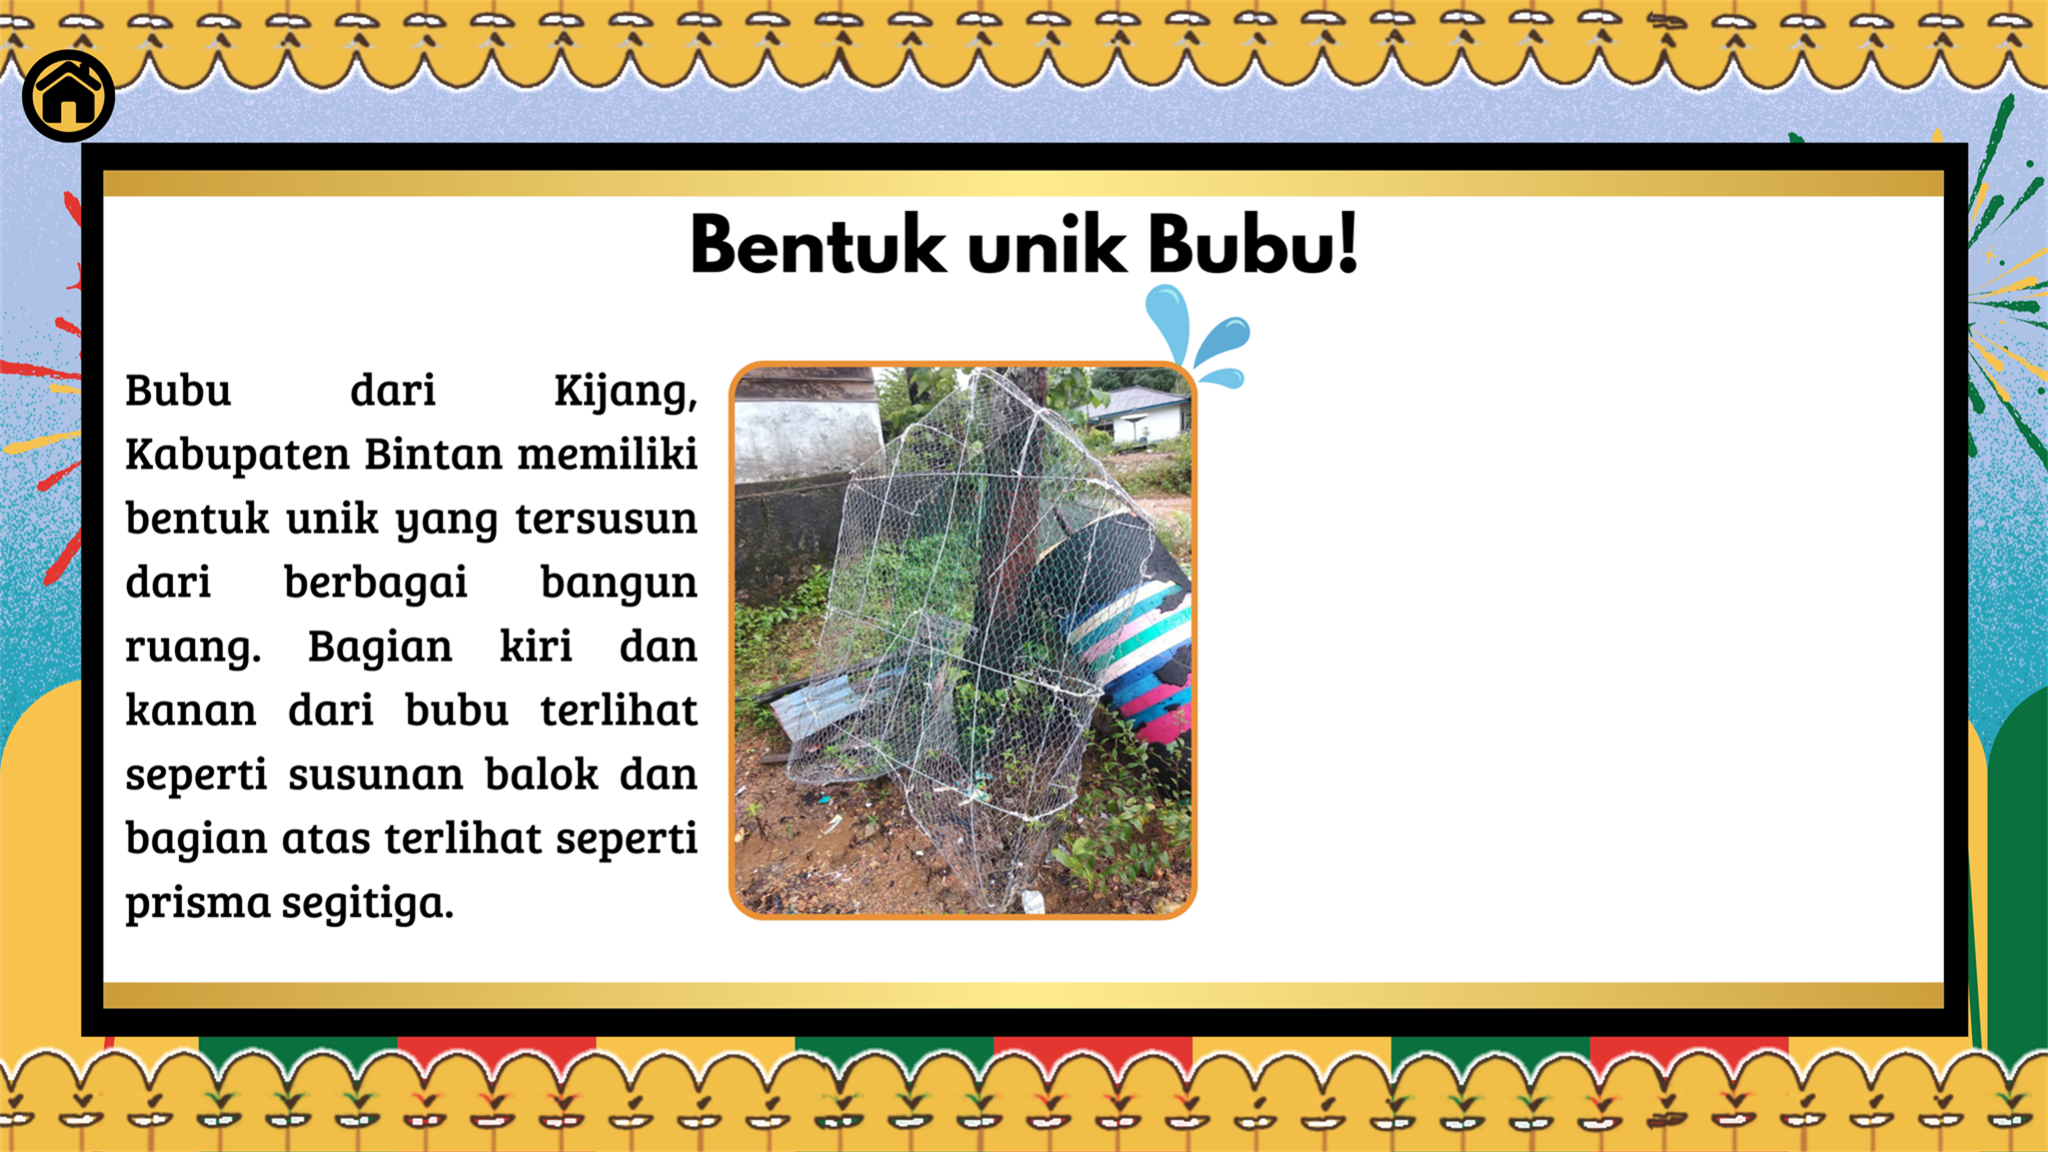 Bentuk unik Bubu!
Bubu dari Kijang,
Kabupaten Bintan memiliki
bentuk unik yang tersusun
dari berbagai bangun
ruang. Bagian kiri dan
kanan dari bubu terlihat
seperti susunan balok dan
bagian atas terlihat seperti
prisma segitiga.